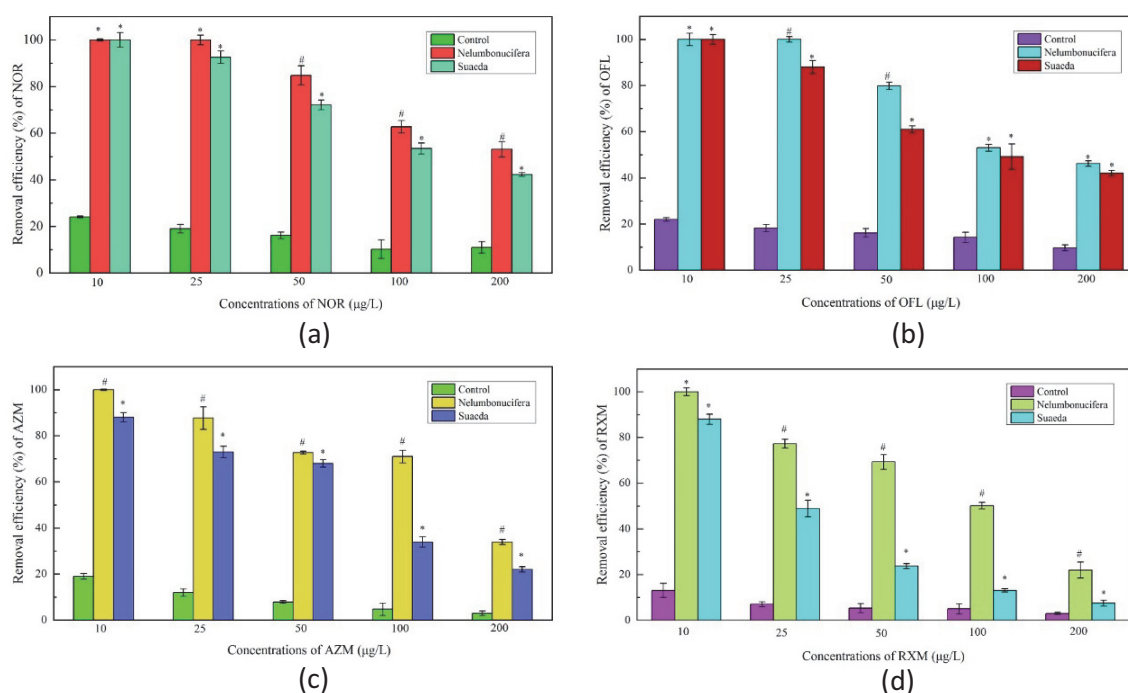 Removal efficiency (%) of NOR
100
80
60
40
20
0
* *
* *
# *
# *
# *
Control
Nelumbonucifera
Suaeda
10 25 50 100 200
Concentrations of NOR (μg/L)
(a)
Removal efficiency (%) of OFL
100
80
60
40
20
0
* *
# *
# *
* *
* *
Control
Nelumbonucifera
Suaeda
10 25 50 100 200
Concentrations of OFL (μg/L)
(b)
Removal efficiency (%) of AZM
100
80
60
40
20
0
# *
# *
# *
# *
# *
Control
Nelumbonucifera
Suaeda
10 25 50 100 200
Concentrations of AZM (μg/L)
(c)
Removal efficiency (%) of RXM
100
80
60
40
20
0
* *
# *
# *
# *
# *
Control
Nelumbonucifera
Suaeda
10 25 50 100 200
Concentrations of RXM (μg/L)
(d)